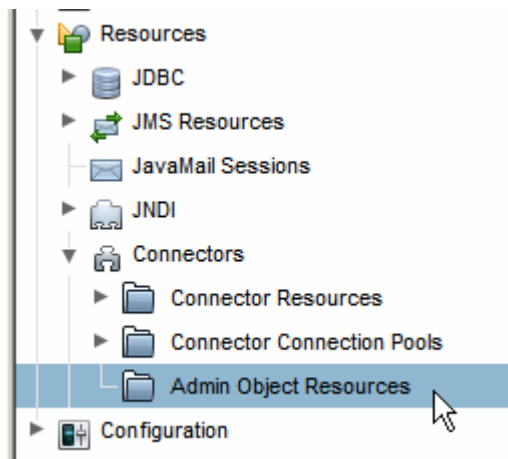 Resources
JDBC
JMS Resources
JavaMail Sessions
JNDI
Connectors
Connector Resources
Connector Connection Pools
Admin Object Resources
Configuration